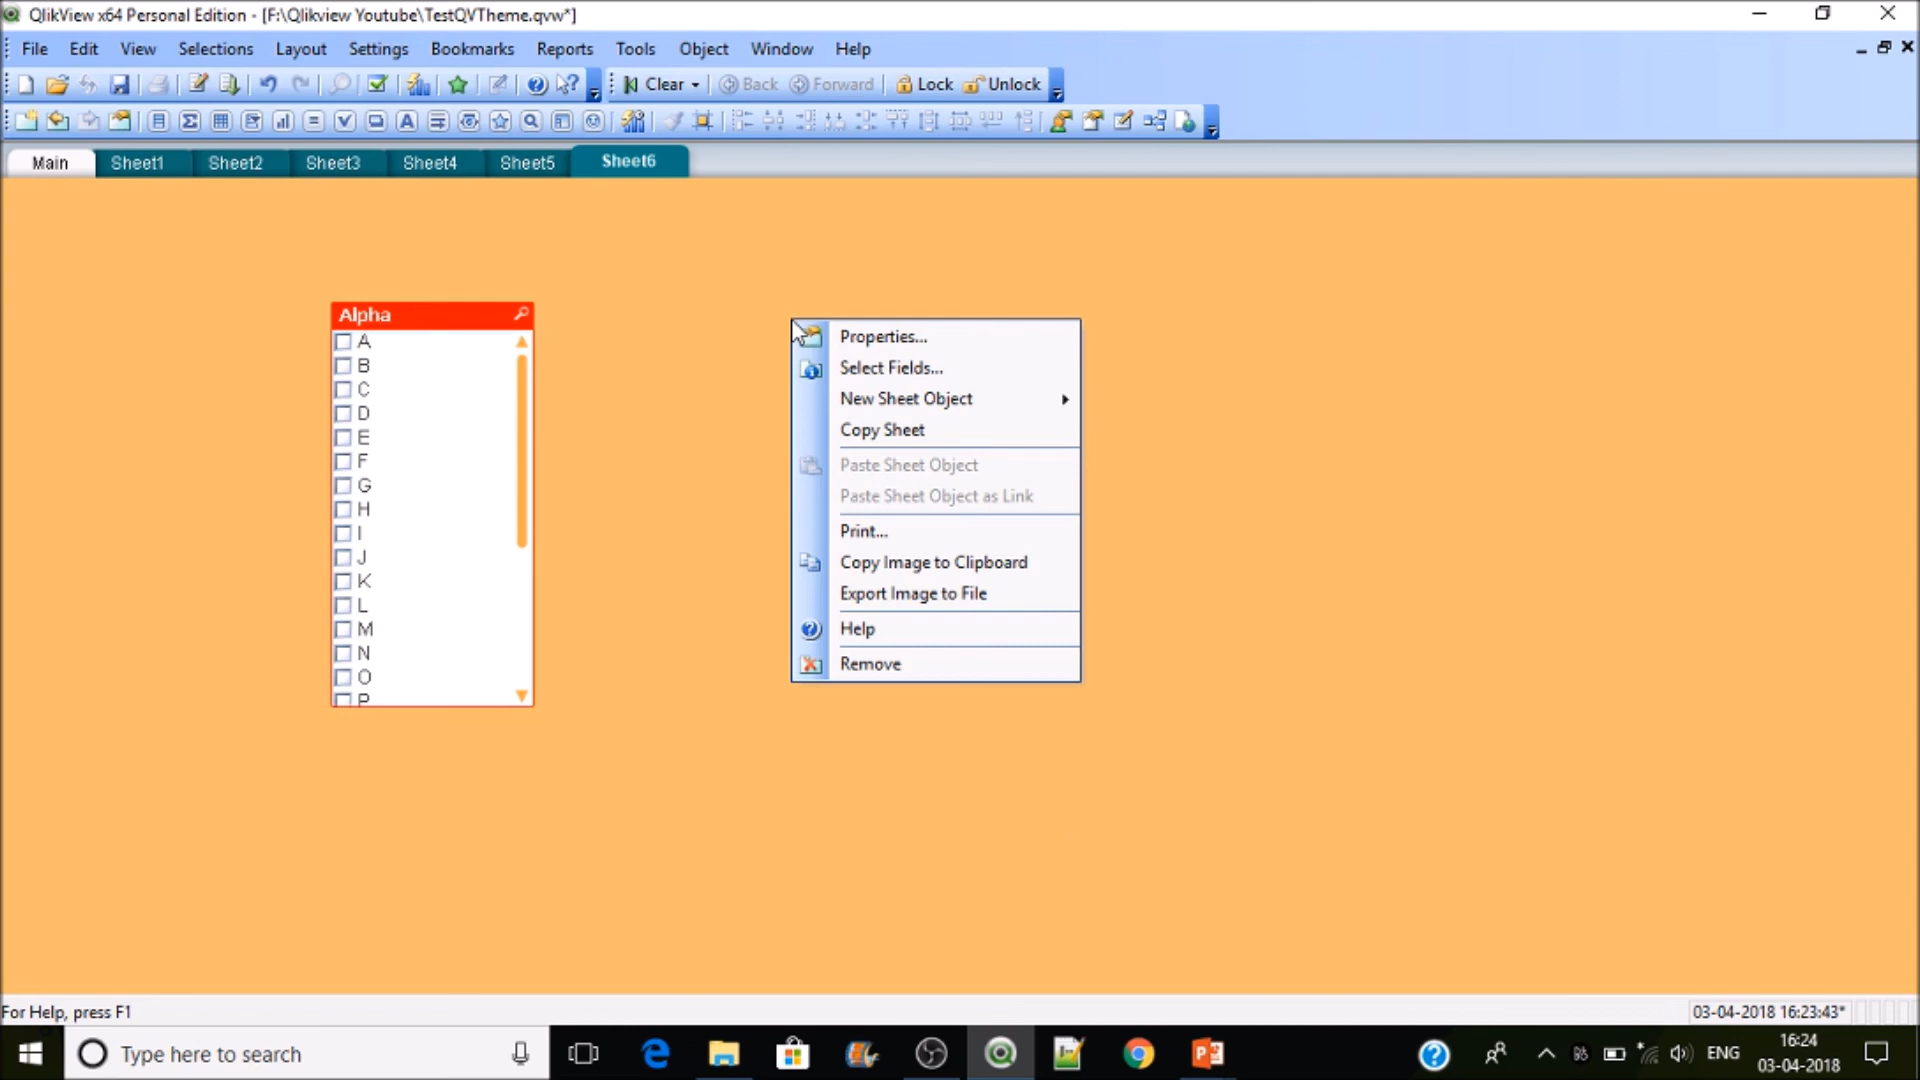 QlikView x64 Personal Edition - [F:\Qlikview Youtube\TestQVTheme.qvw*]
File Edit View Selections Layout Settings Bookmarks Reports Tools Object Window Help
Clear Back Forward Lock Unlock
Main Sheet1 Sheet2 Sheet3 Sheet4 Sheet5 Sheet6
Alpha
A
B
C
D
E
F
G
H
I
J
K
L
M
N
O
P
Properties...
Select Fields...
New Sheet Object
Copy Sheet
Paste Sheet Object
Paste Sheet Object as Link
Print...
Copy Image to Clipboard
Export Image to File
Help
Remove
For Help, press F1
03-04-2018 16:23:43*
Type here to search
ENG
16:24
03-04-2018